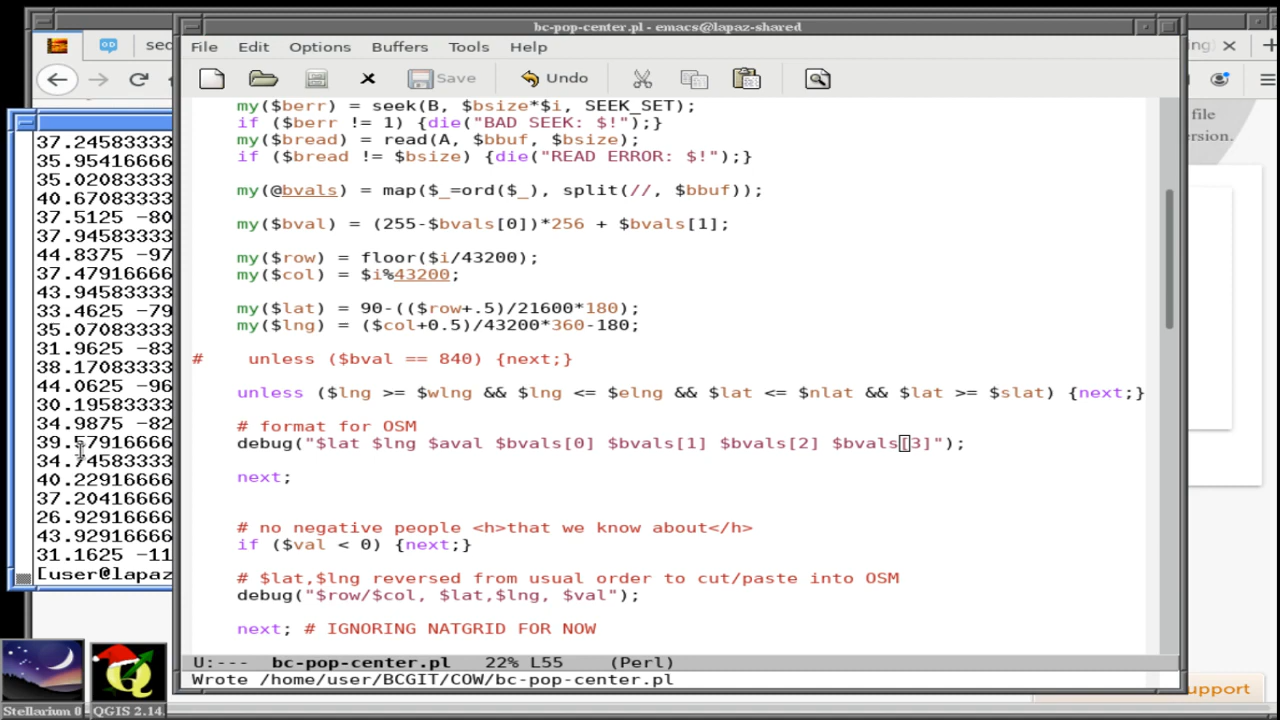 bc-pop-center.pl - emacs@lapaz-shared
sec
ng)
File Edit Options Buffers Tools Help
Save Undo
file
version.
my($berr) = seek(B, $bsize*$i, SEEK_SET);
if ($berr != 1) {die("BAD SEEK: $!");}
my($bread) = read(A, $bbuf, $bsize);
if ($bread != $bsize) {die("READ ERROR: $!");}
my(@bvals) = map($_=ord($_), split(//, $bbuf));
my($bval) = (255-$bvals[0])*256 + $bvals[1];
my($row) = floor($i/43200);
my($col) = $i%43200;
my($lat) = 90-(($row+.5)/21600*180);
my($lng) = ($col+0.5)/43200*360-180;
#    unless ($bval == 840) {next;}
unless ($lng >= $wlng && $lng <= $elng && $lat <= $nlat && $lat >= $slat) {next;}
# format for OSM
debug("$lat $lng $aval $bvals[0] $bvals[1] $bvals[2] $bvals[3]");
next;
# no negative people <h>that we know about</h>
if ($val < 0) {next;}
# $lat,$lng reversed from usual order to cut/paste into OSM
debug("$row/$col, $lat,$lng, $val");
next; # IGNORING NATGRID FOR NOW
U:---  bc-pop-center.pl   22% L55    (Perl)
Wrote /home/user/BCGIT/COW/bc-pop-center.pl
37.24583333
35.95416666
35.02083333
40.67083333
37.5125 -80
37.94583333
44.8375 -97
37.47916666
43.94583333
33.4625 -79
35.07083333
31.9625 -83
38.17083333
44.0625 -96
30.19583333
34.9875 -82
39.57916666
34.74583333
40.22916666
37.20416666
26.92916666
43.92916666
31.1625 -11
[user@lapaz
Stellarium 0
QGIS 2.14.
Support